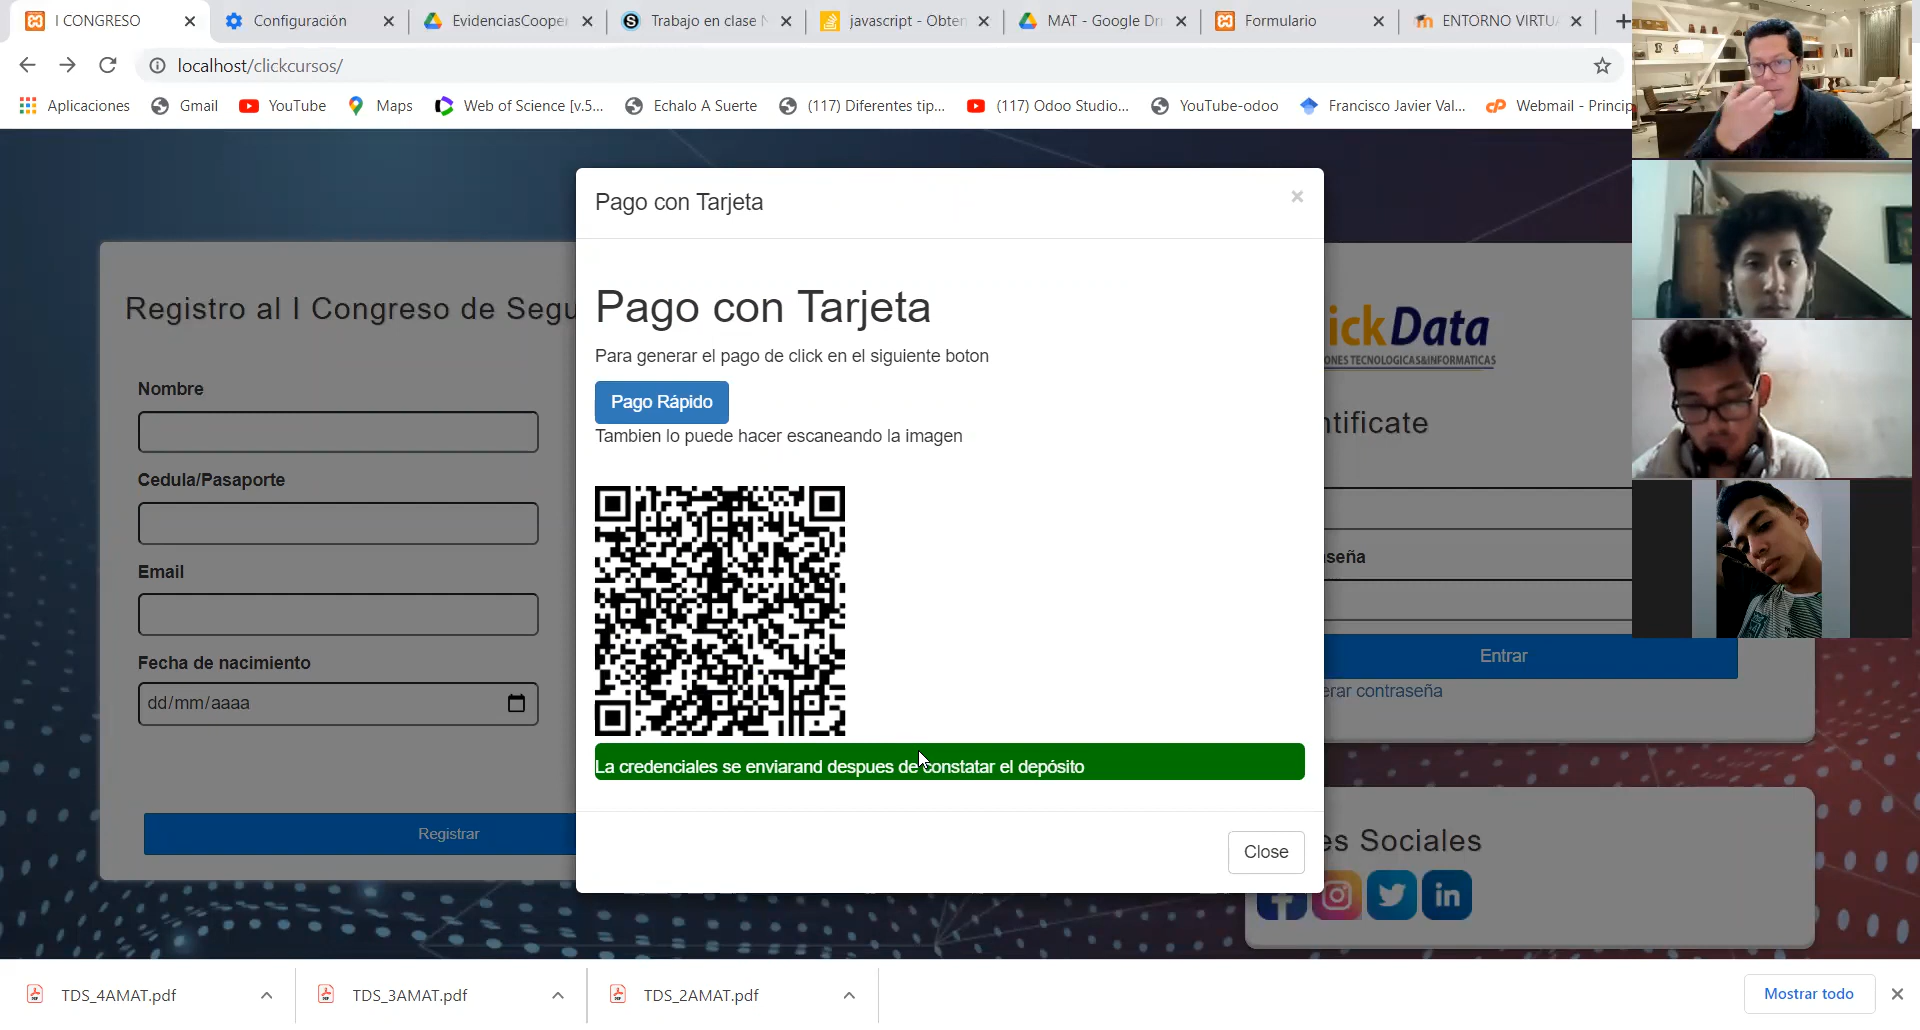 I CONGRESO
Configuración
EvidenciasCooper
Trabajo en clase N
javascript - Obten
MAT - Google Dri
Formulario
ENTORNO VIRTUA
localhost/clickcursos/
Aplicaciones
Gmail
YouTube
Maps
Web of Science [v.5...
Echalo A Suerte
(117) Diferentes tip...
(117) Odoo Studio...
YouTube-odoo
Francisco Javier Val...
Webmail - Princip
Pago con Tarjeta
×
Registro al I Congreso de Segu
Nombre
Cedula/Pasaporte
Email
Fecha de nacimiento
dd/mm/aaaa
Registrar
Pago con Tarjeta
Para generar el pago de click en el siguiente boton
Pago Rápido
Tambien lo puede hacer escaneando la imagen
La credenciales se enviarand despues de constatar el depósito
Close
ickData
ONES TECNOLOGICAS&INFORMATICAS
ntificate
seña
Entrar
erar contraseña
es Sociales
TDS_4AMAT.pdf
TDS_3AMAT.pdf
TDS_2AMAT.pdf
Mostrar todo